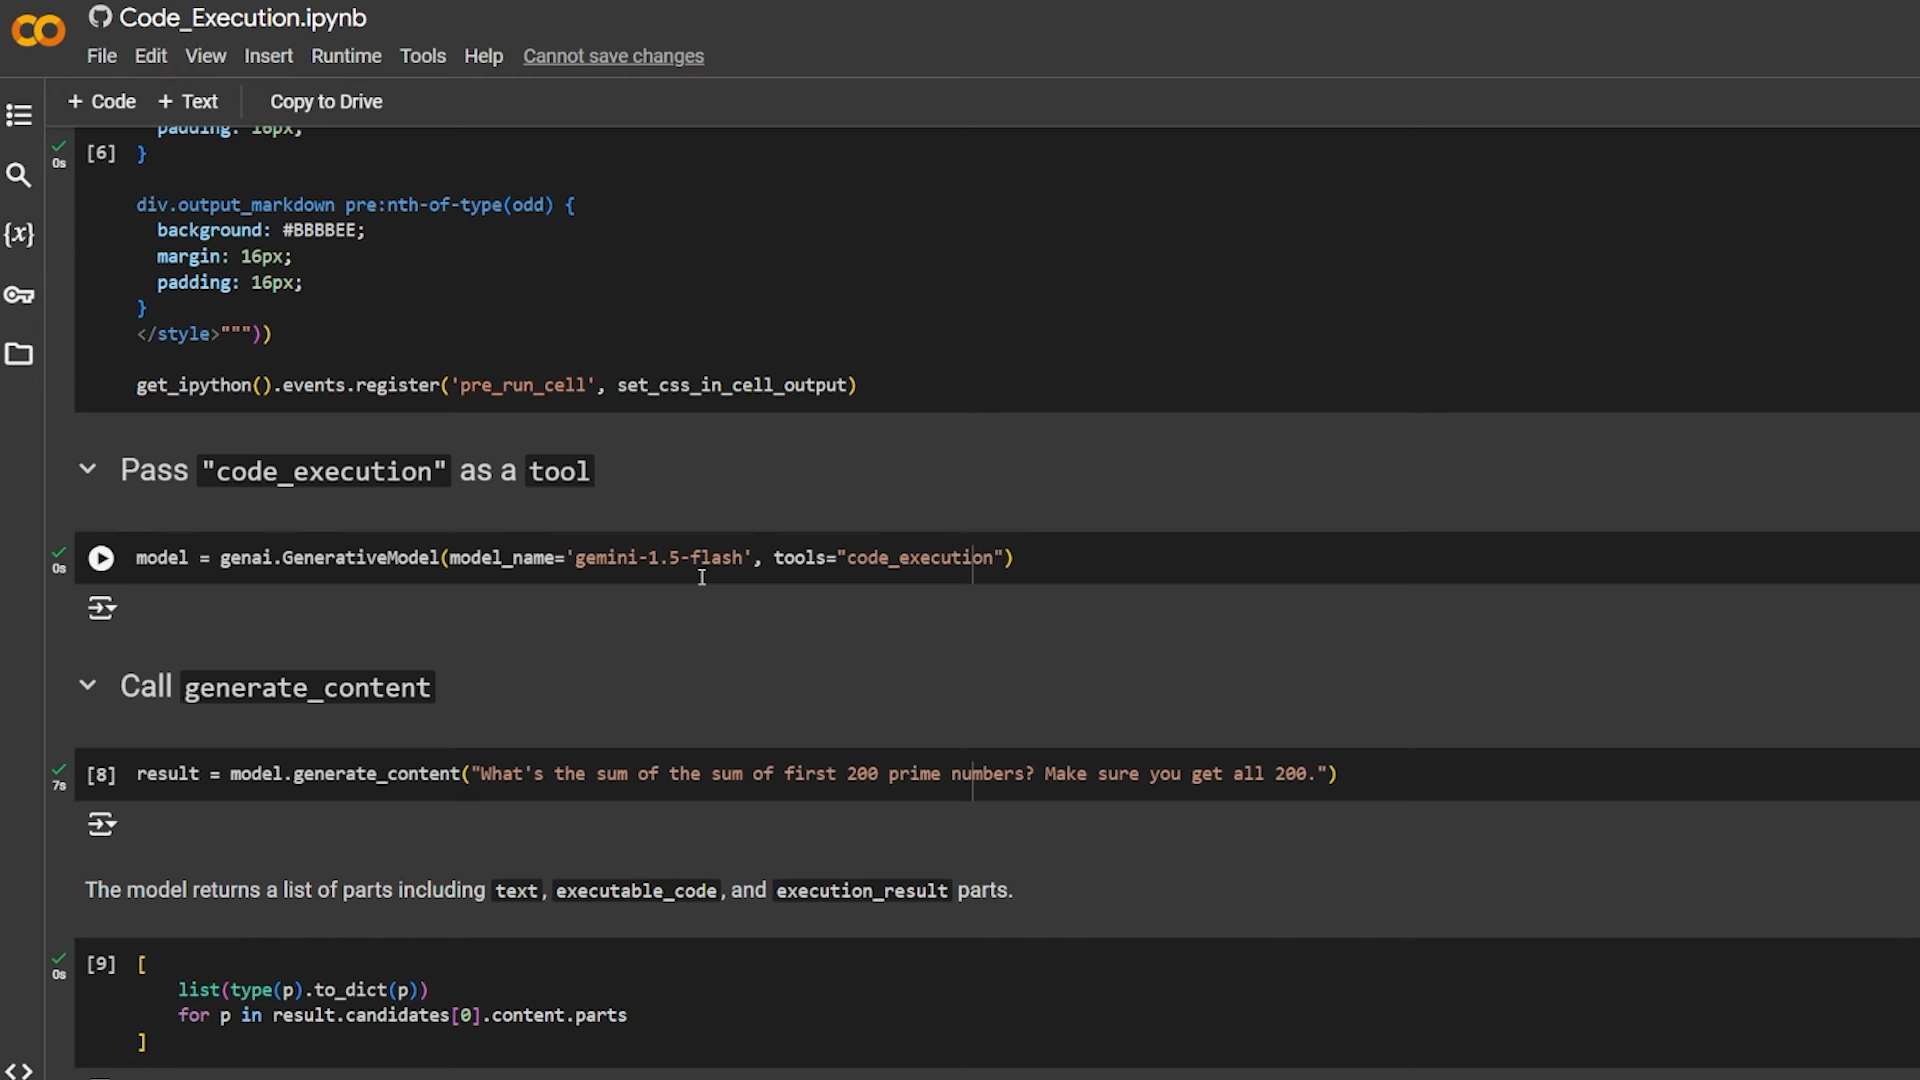 Code_Execution.ipynb
File Edit View Insert Runtime Tools Help Cannot save changes
+ Code + Text Copy to Drive
padding: 16px;
0s [6] }
div.output_markdown pre:nth-of-type(odd) {
background: #BBBBEE;
margin: 16px;
padding: 16px;
}
</style>"""))
get_ipython().events.register('pre_run_cell', set_css_in_cell_output)
Pass "code_execution" as a tool
0s model = genai.GenerativeModel(model_name='gemini-1.5-flash', tools="code_execution")
Call generate_content
7s [8] result = model.generate_content("What's the sum of the sum of first 200 prime numbers? Make sure you get all 200.")
The model returns a list of parts including text, executable_code, and execution_result parts.
0s [9] [
list(type(p).to_dict(p))
for p in result.candidates[0].content.parts
]